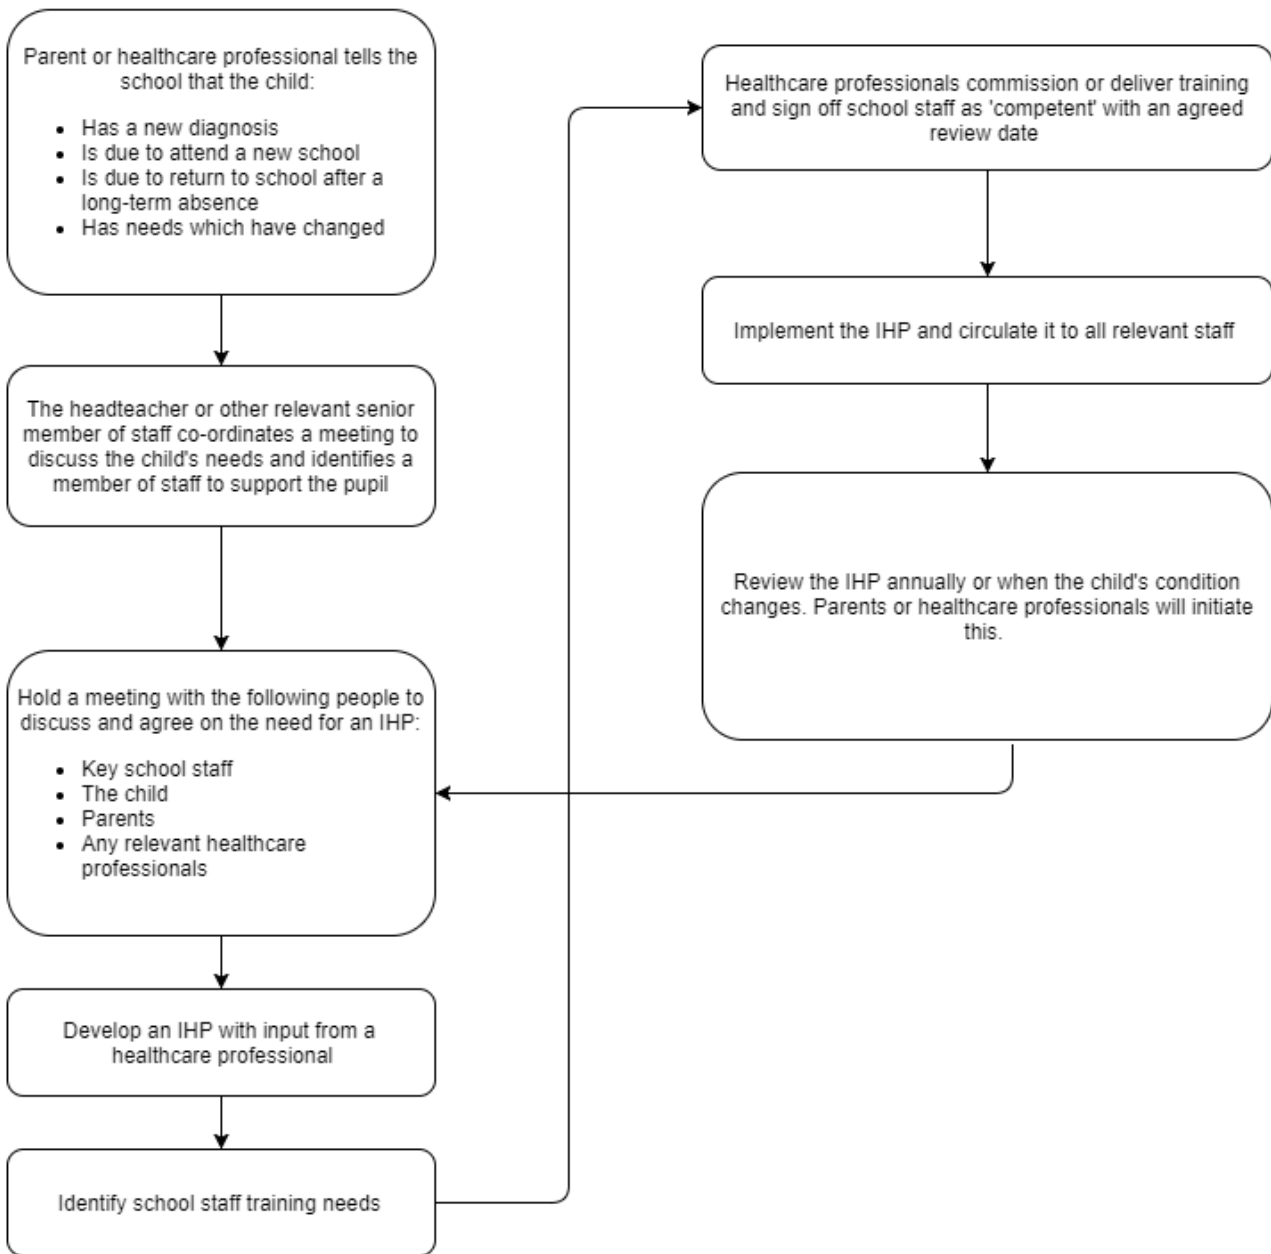 Parent or healthcare professional tells the
school that the child:
• Has a new diagnosis
• Is due to attend a new school
• Is due to return to school after a
long-term absence
• Has needs which have changed
The headteacher or other relevant senior
member of staff co-ordinates a meeting to
discuss the child's needs and identifies a
member of staff to support the pupil
Hold a meeting with the following people to
discuss and agree on the need for an IHP:
• Key school staff
• The child
• Parents
• Any relevant healthcare
professionals
Develop an IHP with input from a
healthcare professional
Identify school staff training needs
Healthcare professionals commission or deliver training
and sign off school staff as 'competent' with an agreed
review date
Implement the IHP and circulate it to all relevant staff
Review the IHP annually or when the child's condition
changes. Parents or healthcare professionals will initiate
this.